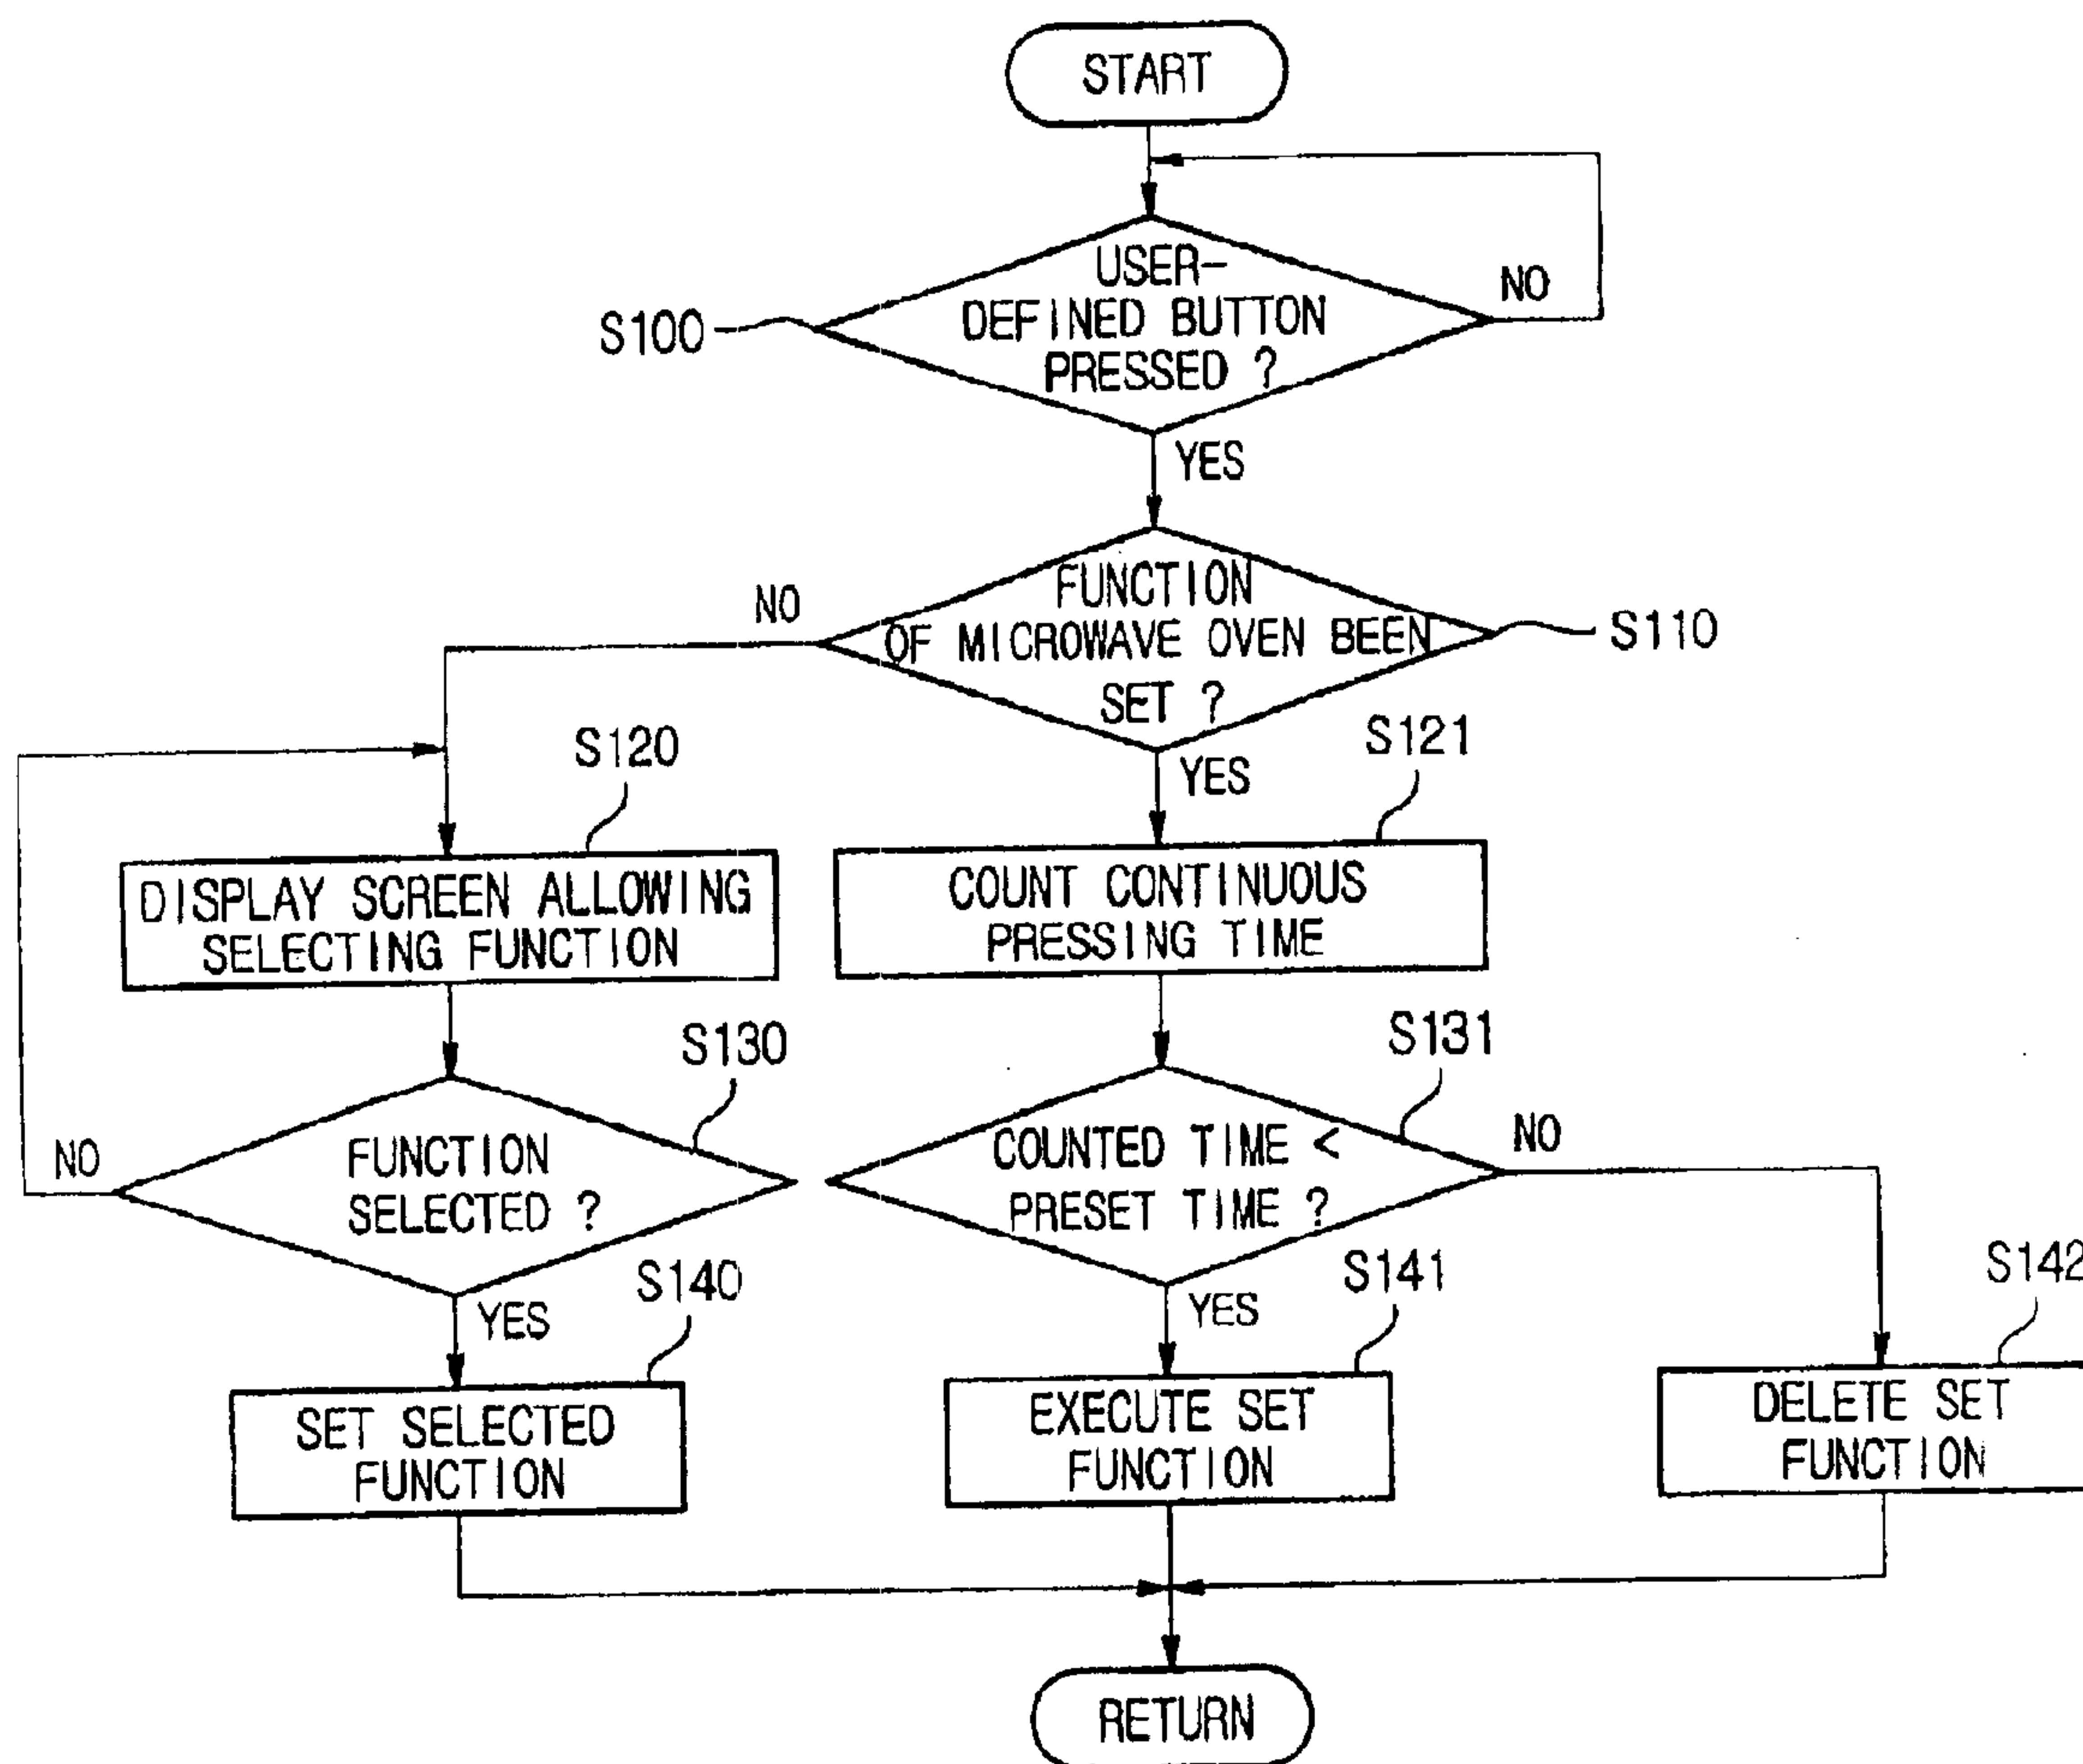 START
USER-
DEFINED BUTTON
PRESSED ?
NO
S100
YES
FUNCTION
OF MICROWAVE OVEN BEEN
SET ?
NO
S110
YES
S120
S121
DISPLAY SCREEN ALLOWING
SELECTING FUNCTION
COUNT CONTINUOUS
PRESSING TIME
S130
S131
NO
FUNCTION
SELECTED ?
COUNTED TIME <
PRESET TIME ?
NO
YES
S140
YES
S141
S142
SET SELECTED
FUNCTION
EXECUTE SET
FUNCTION
DELETE SET
FUNCTION
RETURN